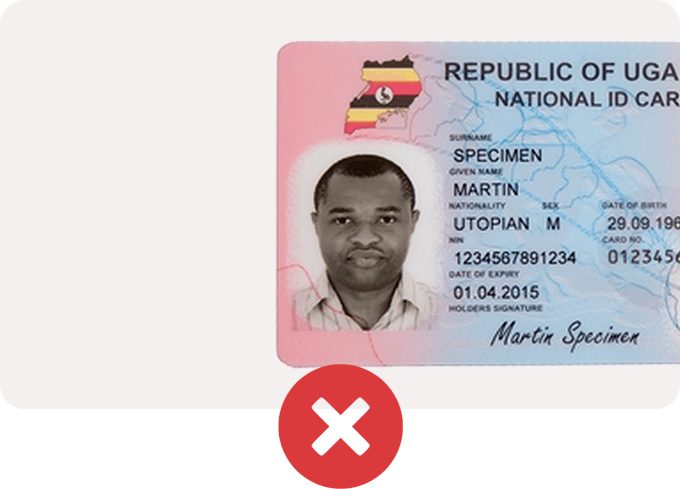 REPUBLIC OF UGA
NATIONAL ID CAR
SURNAME
SPECIMEN
GIVEN NAME
MARTIN
NATIONALITY SEX DATE OF BIRTH
UTOPIAN M 29.09.196
NIN CARD NO.
1234567891234 0123456
DATE OF EXPIRY
01.04.2015
HOLDERS SIGNATURE
Martin Specimen